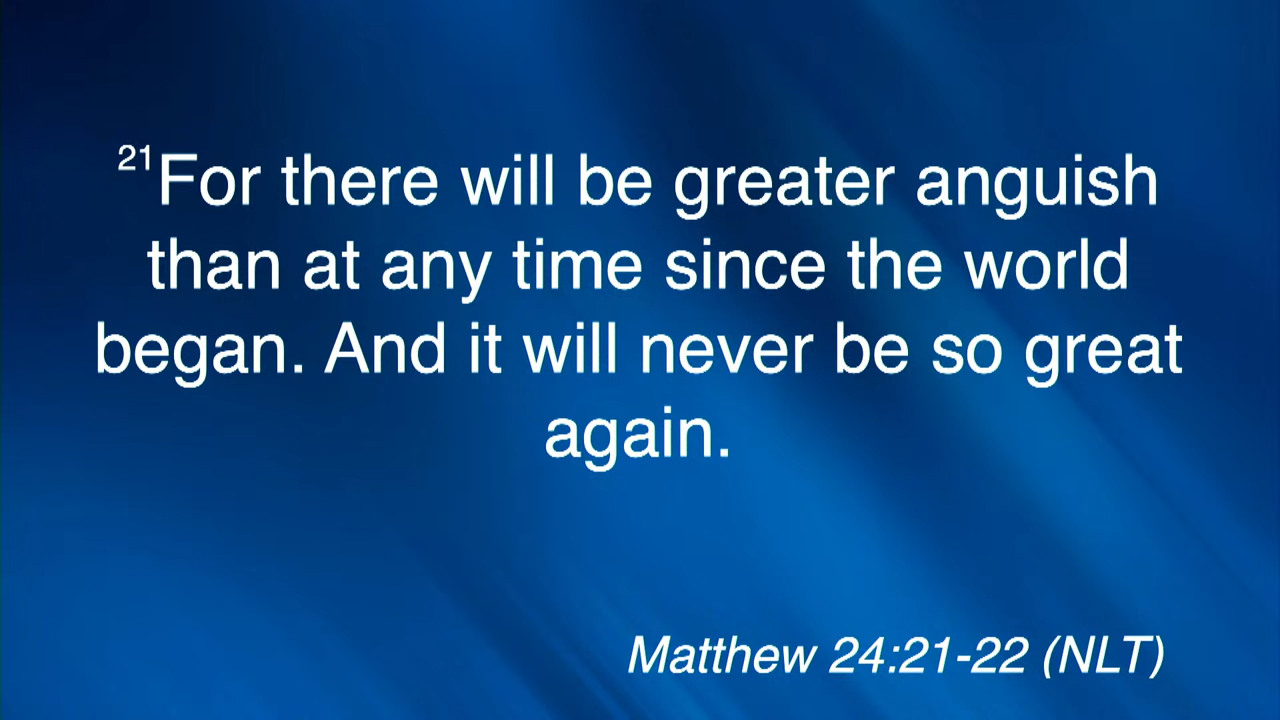 21For there will be greater anguish
than at any time since the world
began. And it will never be so great
again.
Matthew 24:21-22 (NLT)